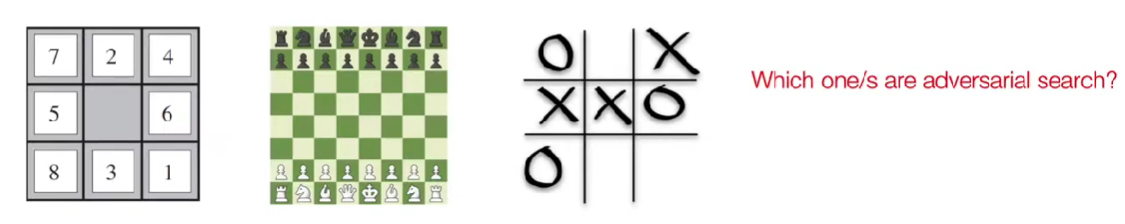 7 2 4
5 6
8 3 1
O X
X X O
O
Which one/s are adversarial search?